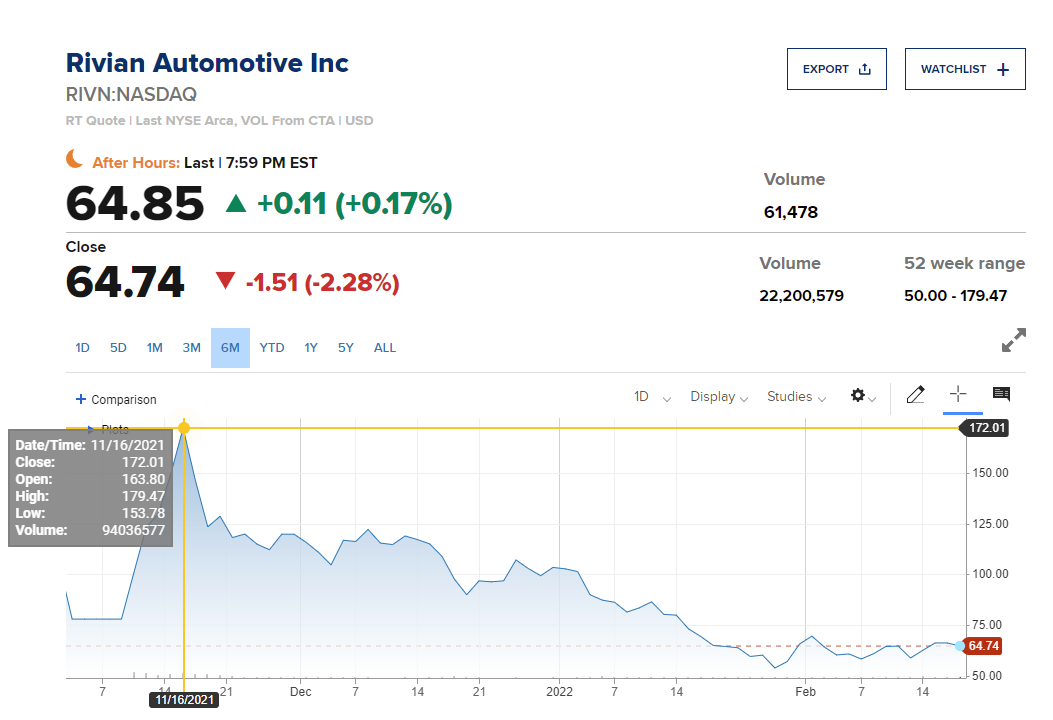 Rivian Automotive Inc
RIVN:NASDAQ
RT Quote | Last NYSE Arca, VOL From CTA | USD
EXPORT
WATCHLIST +
After Hours: Last | 7:59 PM EST
64.85 +0.11 (+0.17%)
Volume
61,478
Close
64.74 -1.51 (-2.28%)
Volume
22,200,579
52 week range
50.00 - 179.47
1D 5D 1M 3M 6M YTD 1Y 5Y ALL
+ Comparison
1D Display Studies
Plots
Date/Time: 11/16/2021
Close: 172.01
Open: 163.80
High: 179.47
Low: 153.78
Volume: 94036577
172.01
150.00
125.00
100.00
75.00
64.74
50.00
7 14 21 Dec 7 14 21 2022 7 14 Feb 7 14
11/16/2021